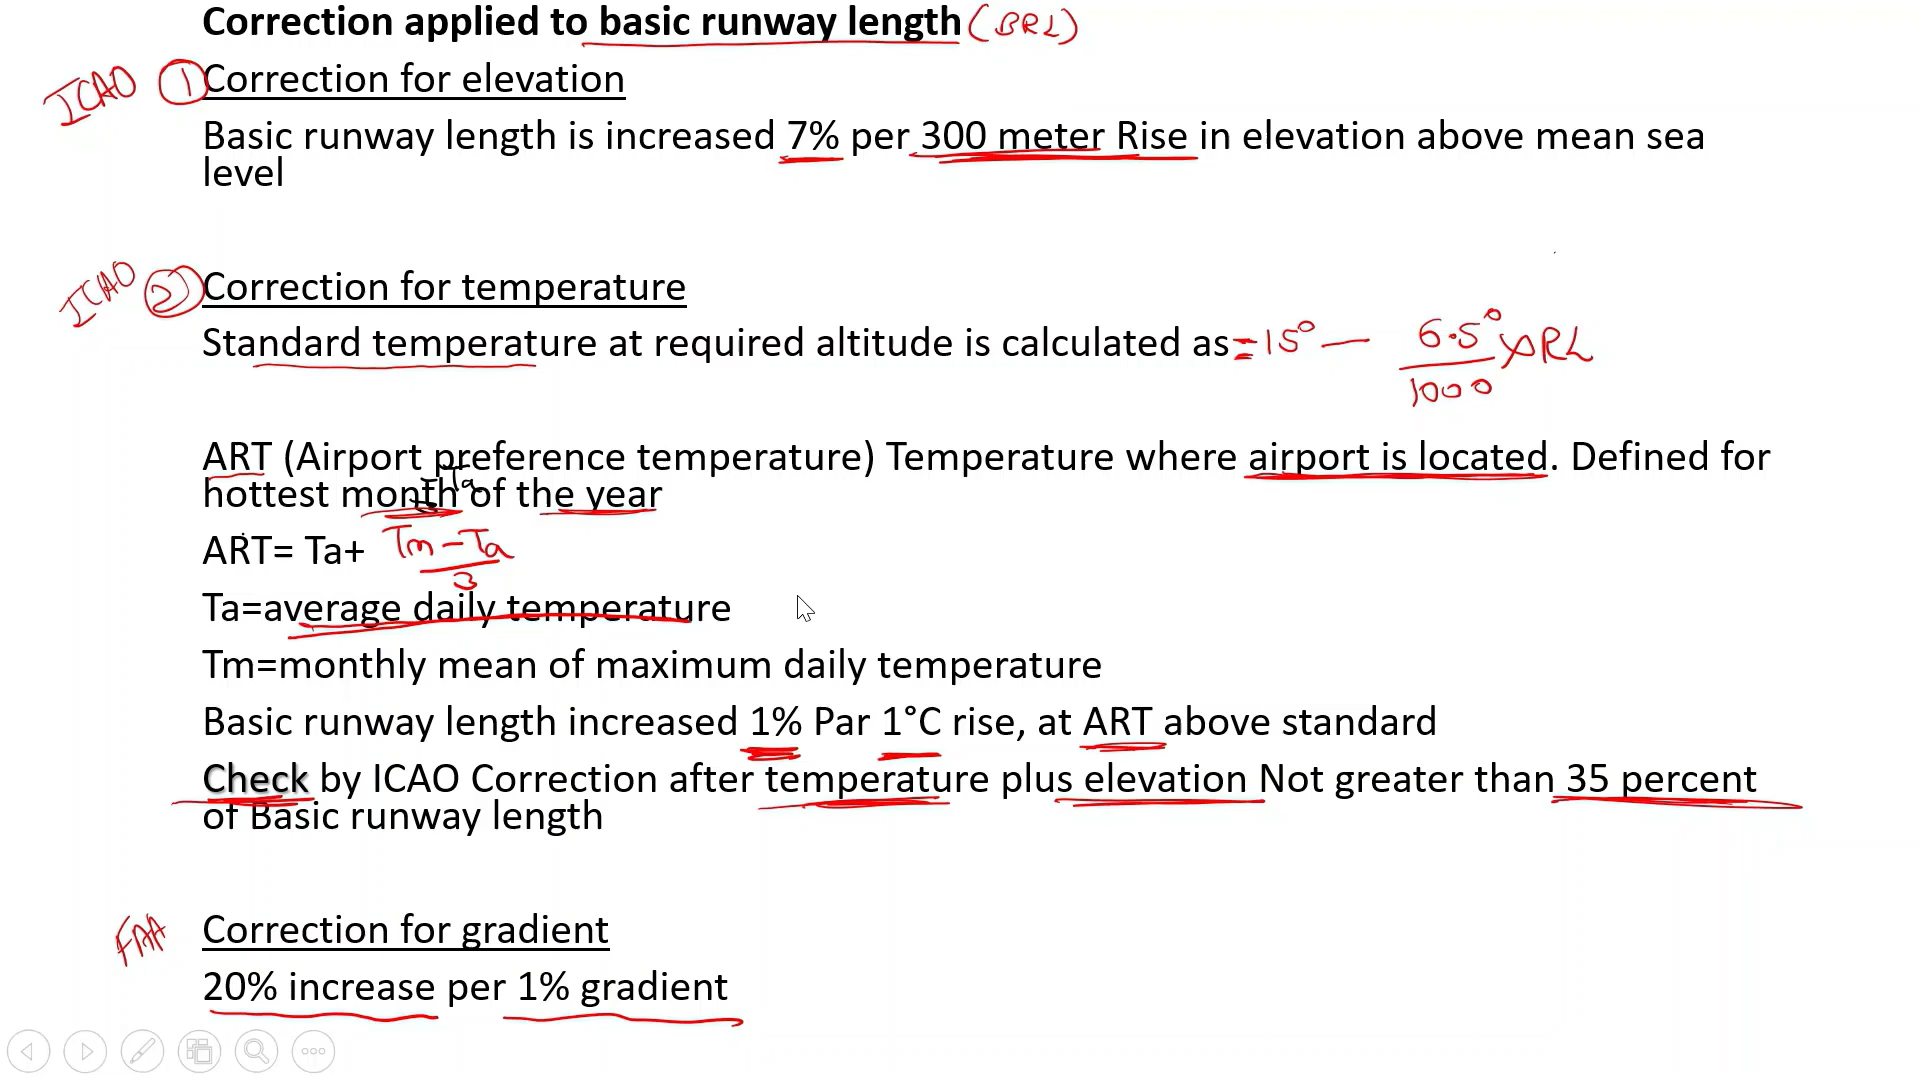 Correction applied to basic runway length (BRL)
ICAO 1 Correction for elevation
Basic runway length is increased 7% per 300 meter Rise in elevation above mean sea
level
ICAO 2 Correction for temperature
Standard temperature at required altitude is calculated as = 15° — 6.5° × RL
1000
ART (Airport preference temperature) Temperature where airport is located. Defined for
hottest month of the year
ART= Ta+ Tm – Ta
3
Ta=average daily temperature
Tm=monthly mean of maximum daily temperature
Basic runway length increased 1% Par 1°C rise, at ART above standard
Check by ICAO Correction after temperature plus elevation Not greater than 35 percent
of Basic runway length
FAA Correction for gradient
20% increase per 1% gradient